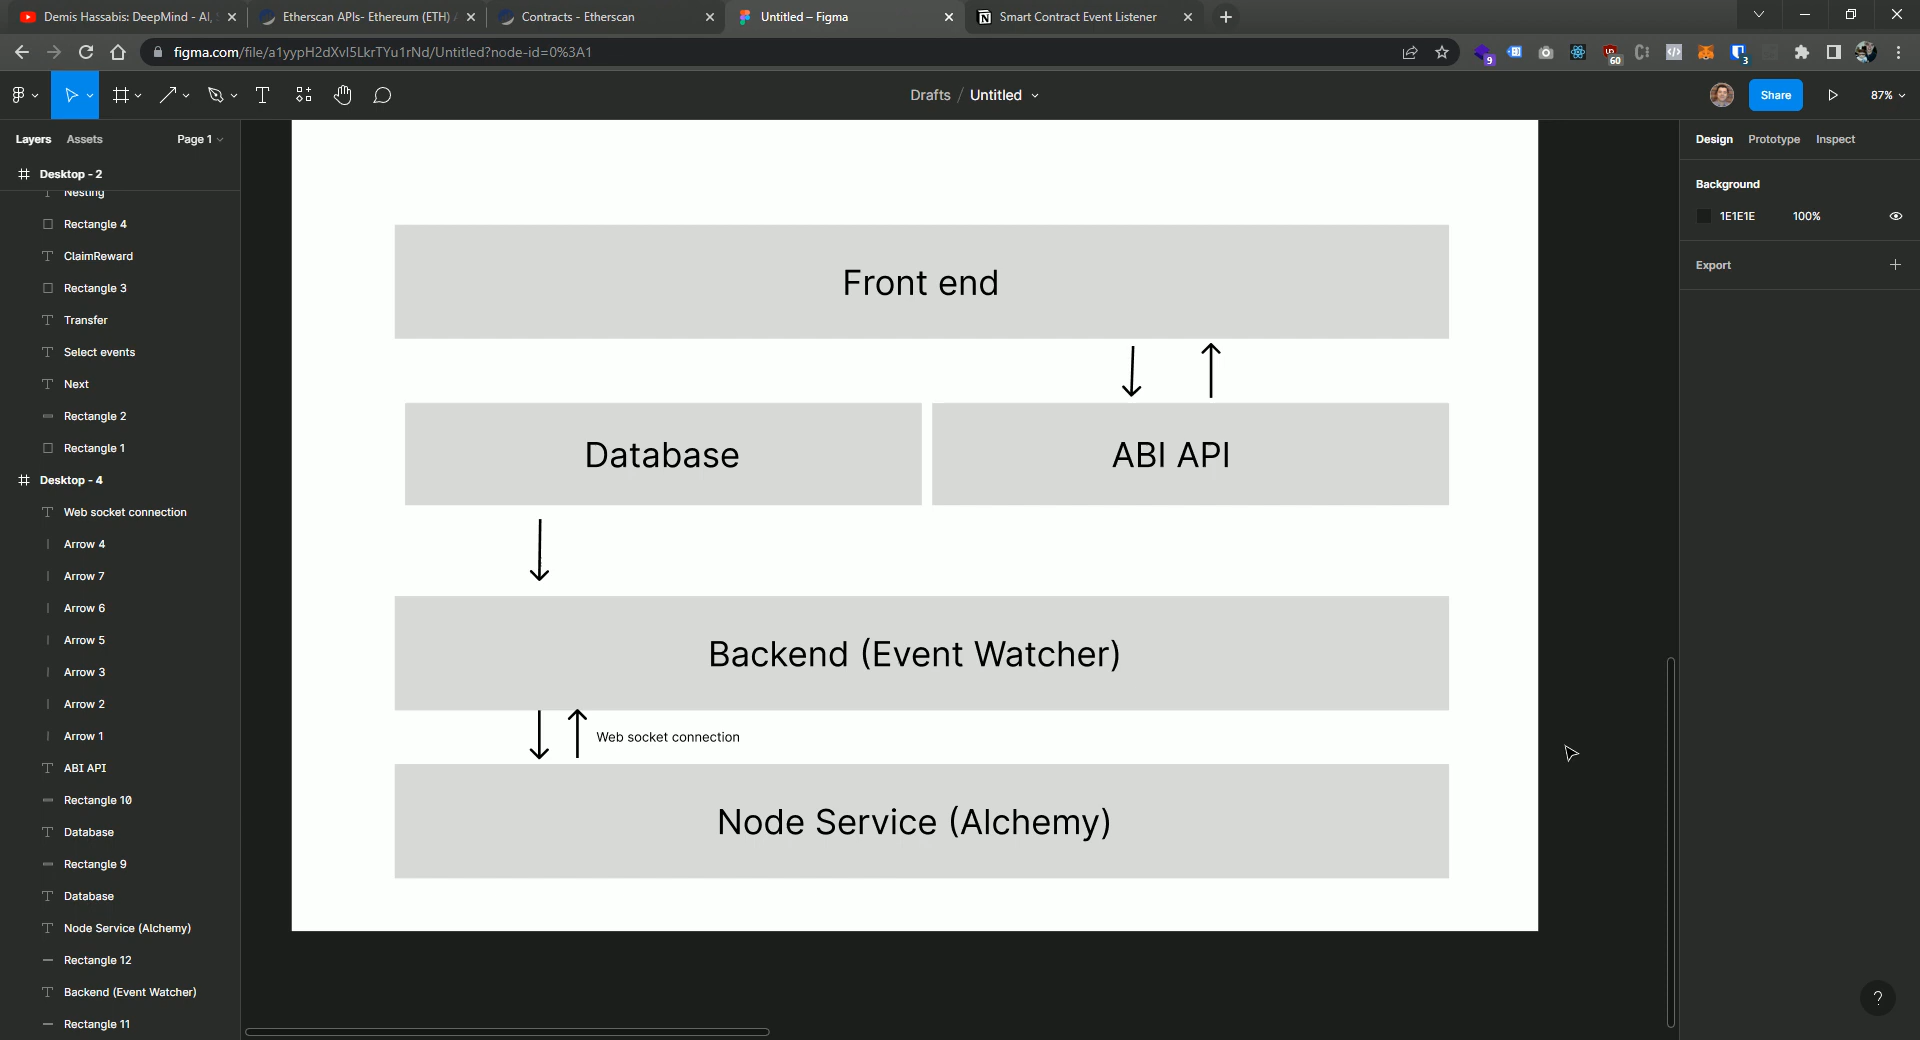 Demis Hassabis: DeepMind - AI,
Etherscan APIs- Ethereum (ETH)
Contracts - Etherscan
Untitled – Figma
Smart Contract Event Listener
figma.com/file/a1yypH2dXvI5LkrTYu1rNd/Untitled?node-id=0%3A1
9
60
3
Drafts / Untitled
Share
87%
Layers
Assets
Page 1
Design
Prototype
Inspect
Desktop - 2
Nesting
Rectangle 4
ClaimReward
Rectangle 3
Transfer
Select events
Next
Rectangle 2
Rectangle 1
Desktop - 4
Web socket connection
Arrow 4
Arrow 7
Arrow 6
Arrow 5
Arrow 3
Arrow 2
Arrow 1
ABI API
Rectangle 10
Database
Rectangle 9
Database
Node Service (Alchemy)
Rectangle 12
Backend (Event Watcher)
Rectangle 11
Front end
Database
ABI API
Backend (Event Watcher)
Web socket connection
Node Service (Alchemy)
Background
1E1E1E
100%
Export
?